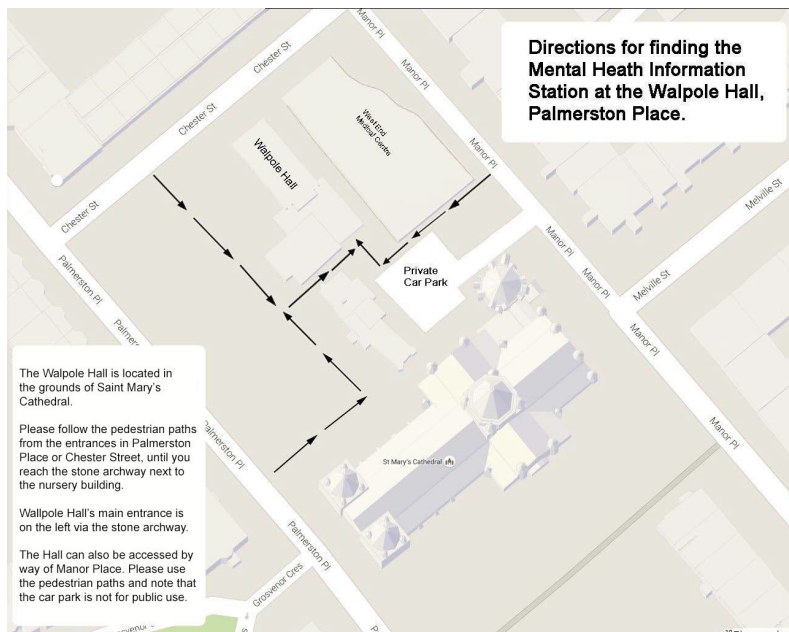 Directions for finding the
Mental Heath Information
Station at the Walpole Hall,
Palmerston Place.
Manor Pl
Manor Pl
Chester St
Chester St
Chester St
West End
Medical Centre
Walpole Hall
Manor Pl
Melville St
Manor Pl
Manor Pl
Melville St
Manor Pl
Manor Pl
Private
Car Park
Palmerston Pl
Palmerston Pl
Palmerston Pl
St Mary's Cathedral
Grosvenor Cres
The Walpole Hall is located in
the grounds of Saint Mary's
Cathedral.
Please follow the pedestrian paths
from the entrances in Palmerston
Place or Chester Street, until you
reach the stone archway next to
the nursery building.
Wallpole Hall's main entrance is
on the left via the stone archway.
The Hall can also be accessed by
way of Manor Place. Please use
the pedestrian paths and note that
the car park is not for public use.